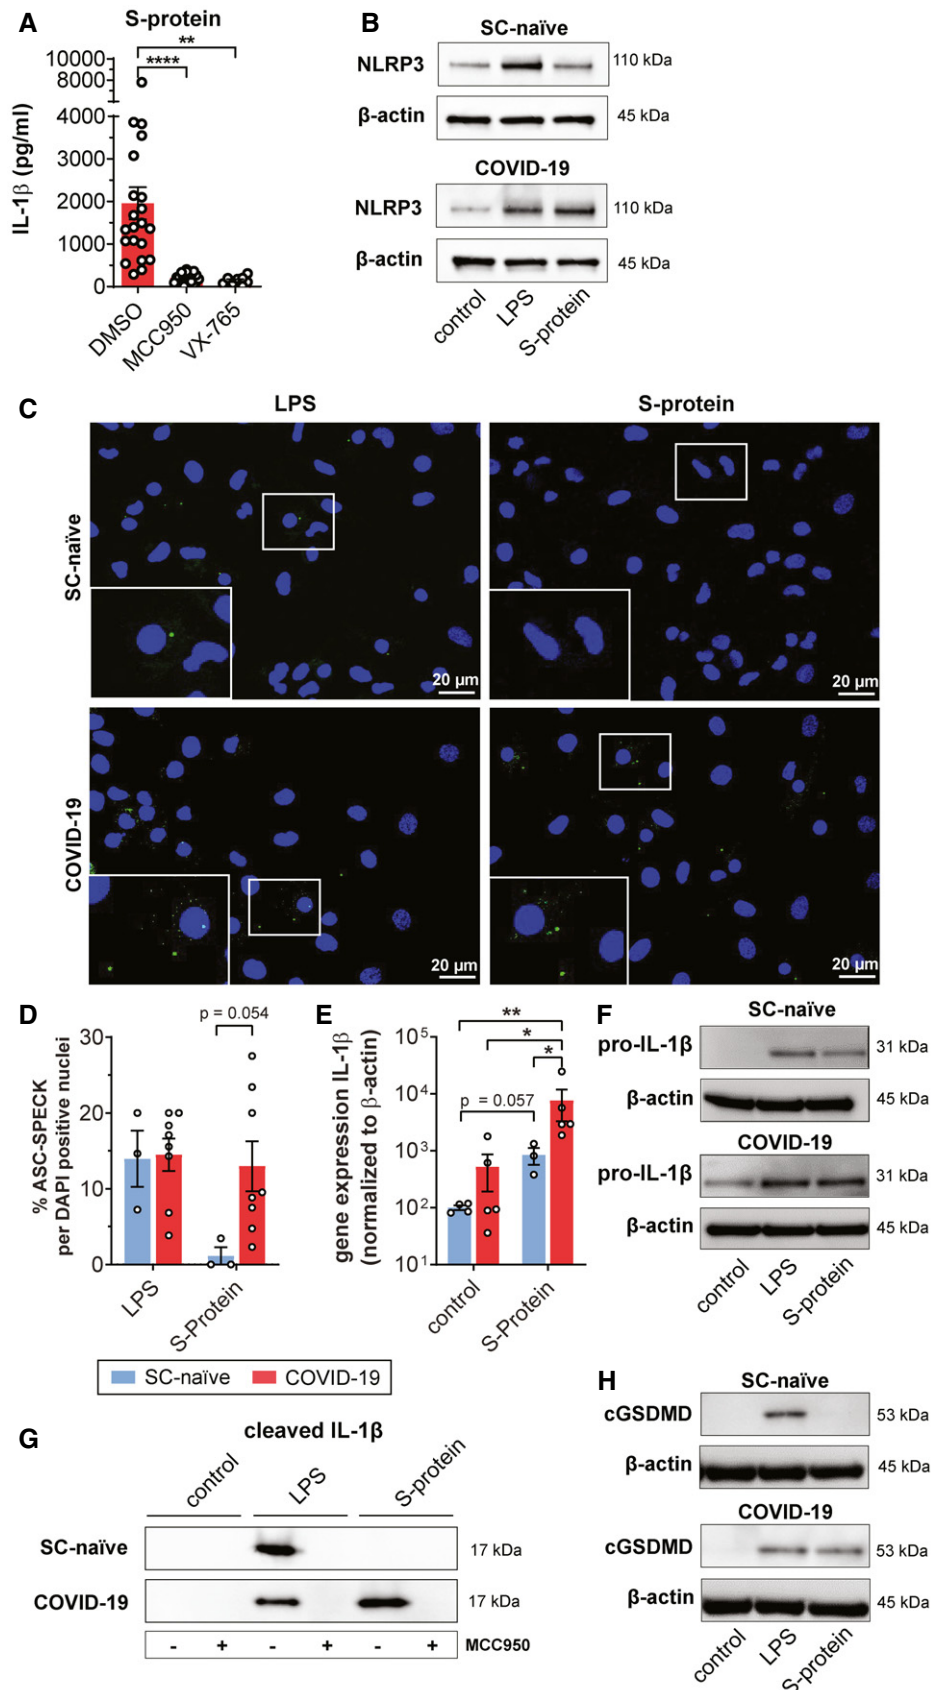 A
S-protein
**
****
10000
8000
4000
3000
2000
1000
0
IL-1β (pg/ml)
DMSO
MCC950
VX-765
B
SC-naïve
NLRP3
110 kDa
β-actin
45 kDa
COVID-19
NLRP3
110 kDa
β-actin
45 kDa
control
LPS
S-protein
C
LPS
S-protein
SC-naïve
20 µm
20 µm
COVID-19
20 µm
20 µm
D
p = 0.054
30
20
10
0
% ASC-SPECK
per DAPI positive nuclei
LPS
S-Protein
E
**
*
*
p = 0.057
10⁵
10⁴
10³
10²
10¹
gene expression IL-1β
(normalized to β-actin)
control
S-Protein
SC-naïve
COVID-19
F
SC-naïve
pro-IL-1β
31 kDa
β-actin
45 kDa
COVID-19
pro-IL-1β
31 kDa
β-actin
45 kDa
control
LPS
S-protein
G
cleaved IL-1β
control
LPS
S-protein
SC-naïve
17 kDa
COVID-19
17 kDa
- + - + - + MCC950
H
SC-naïve
cGSDMD
53 kDa
β-actin
45 kDa
COVID-19
cGSDMD
53 kDa
β-actin
45 kDa
control
LPS
S-protein